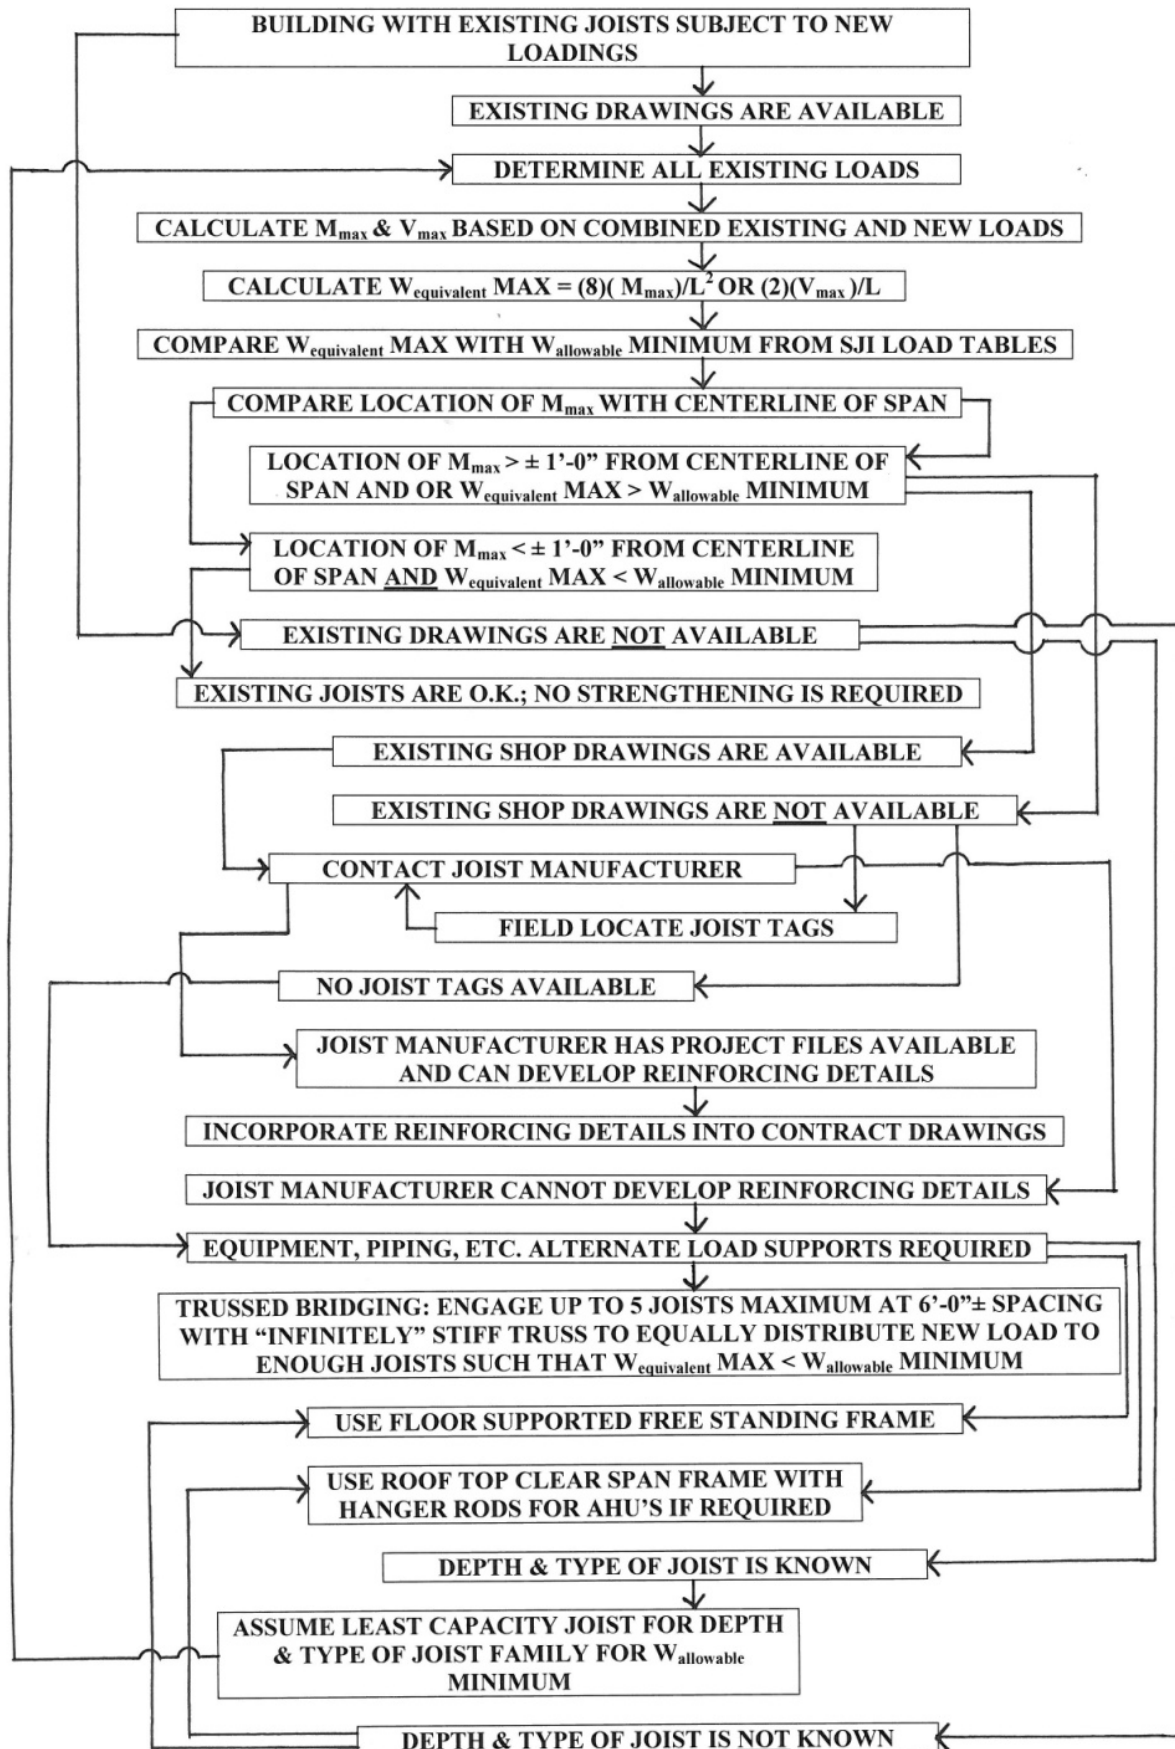 BUILDING WITH EXISTING JOISTS SUBJECT TO NEW
LOADINGS
EXISTING DRAWINGS ARE AVAILABLE
DETERMINE ALL EXISTING LOADS
CALCULATE Mmax & Vmax BASED ON COMBINED EXISTING AND NEW LOADS
CALCULATE Wequivalent MAX = (8)( Mmax)/L² OR (2)(Vmax )/L
COMPARE Wequivalent MAX WITH Wallowable MINIMUM FROM SJI LOAD TABLES
COMPARE LOCATION OF Mmax WITH CENTERLINE OF SPAN
LOCATION OF Mmax > ± 1’-0” FROM CENTERLINE OF
SPAN AND OR Wequivalent MAX > Wallowable MINIMUM
LOCATION OF Mmax < ± 1’-0” FROM CENTERLINE
OF SPAN AND Wequivalent MAX < Wallowable MINIMUM
EXISTING DRAWINGS ARE NOT AVAILABLE
EXISTING JOISTS ARE O.K.; NO STRENGTHENING IS REQUIRED
EXISTING SHOP DRAWINGS ARE AVAILABLE
EXISTING SHOP DRAWINGS ARE NOT AVAILABLE
CONTACT JOIST MANUFACTURER
FIELD LOCATE JOIST TAGS
NO JOIST TAGS AVAILABLE
JOIST MANUFACTURER HAS PROJECT FILES AVAILABLE
AND CAN DEVELOP REINFORCING DETAILS
INCORPORATE REINFORCING DETAILS INTO CONTRACT DRAWINGS
JOIST MANUFACTURER CANNOT DEVELOP REINFORCING DETAILS
EQUIPMENT, PIPING, ETC. ALTERNATE LOAD SUPPORTS REQUIRED
TRUSSED BRIDGING: ENGAGE UP TO 5 JOISTS MAXIMUM AT 6’-0”± SPACING
WITH “INFINITELY” STIFF TRUSS TO EQUALLY DISTRIBUTE NEW LOAD TO
ENOUGH JOISTS SUCH THAT Wequivalent MAX < Wallowable MINIMUM
USE FLOOR SUPPORTED FREE STANDING FRAME
USE ROOF TOP CLEAR SPAN FRAME WITH
HANGER RODS FOR AHU’S IF REQUIRED
DEPTH & TYPE OF JOIST IS KNOWN
ASSUME LEAST CAPACITY JOIST FOR DEPTH
& TYPE OF JOIST FAMILY FOR Wallowable
MINIMUM
DEPTH & TYPE OF JOIST IS NOT KNOWN